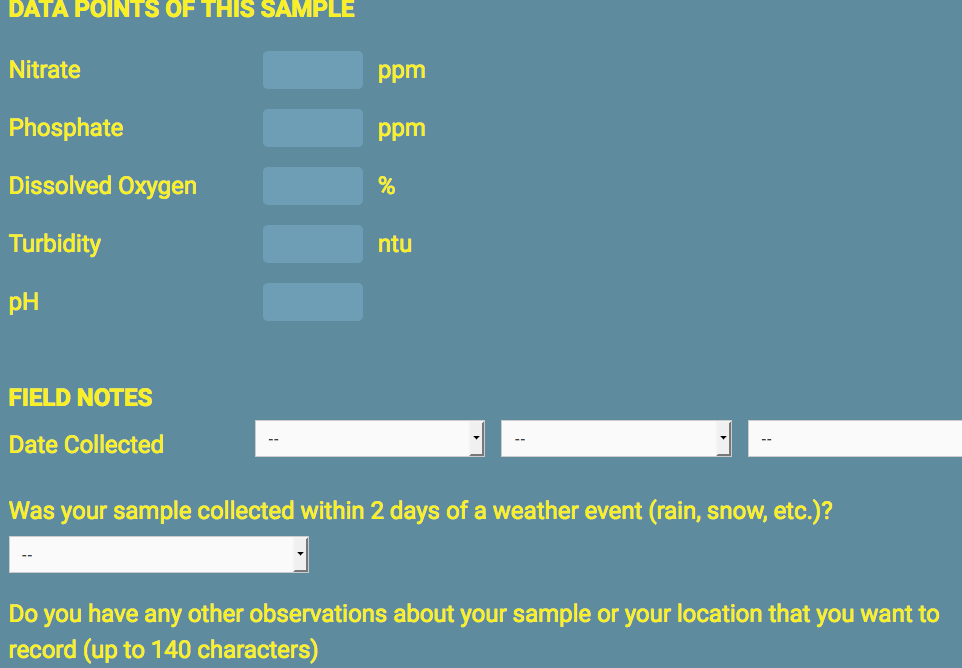 DATA POINTS OF THIS SAMPLE
Nitrate ppm
Phosphate ppm
Dissolved Oxygen %
Turbidity ntu
pH
FIELD NOTES
Date Collected -- -- --
Was your sample collected within 2 days of a weather event (rain, snow, etc.)?
--
Do you have any other observations about your sample or your location that you want to
record (up to 140 characters)